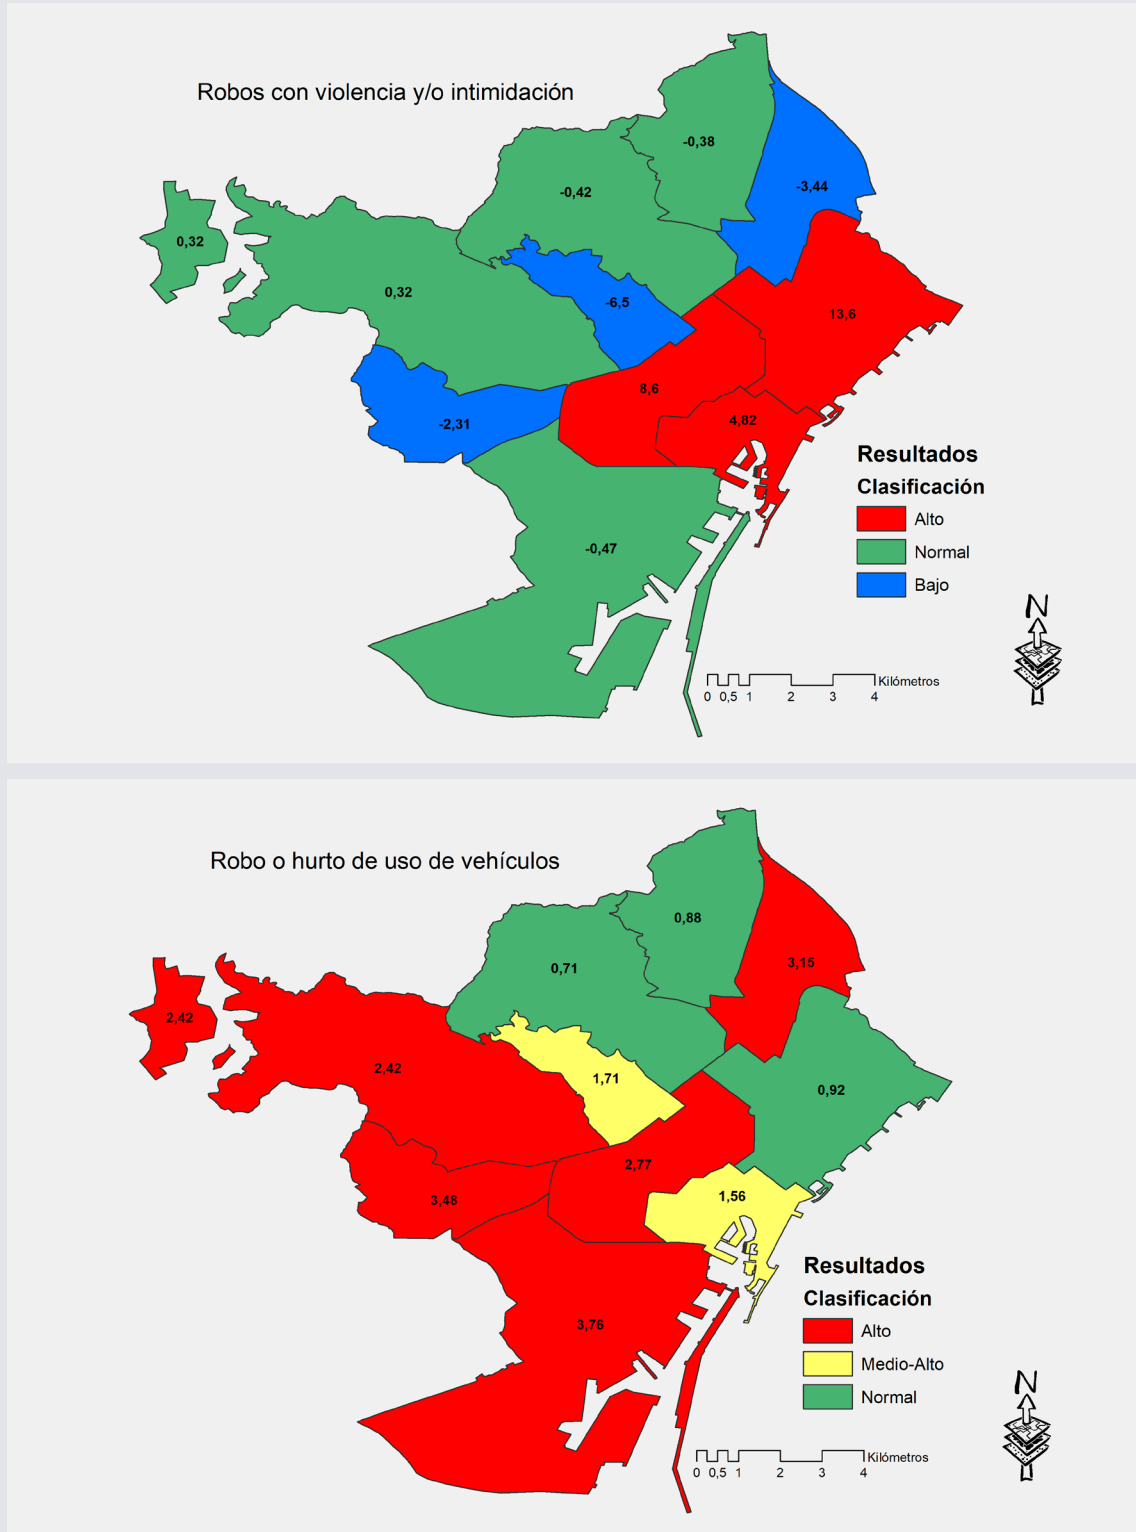 Robos con violencia y/o intimidación
-0,38
-3,44
-0,42
0,32
0,32
-6,5
13,6
8,6
4,82
-2,31
-0,47
Resultados
Clasificación
Alto
Normal
Bajo
N
Kilómetros
0 0,5 1 2 3 4
Robo o hurto de uso de vehículos
0,88
3,15
0,71
2,42
2,42
1,71
0,92
2,77
1,56
3,48
3,76
Resultados
Clasificación
Alto
Medio-Alto
Normal
N
Kilómetros
0 0,5 1 2 3 4